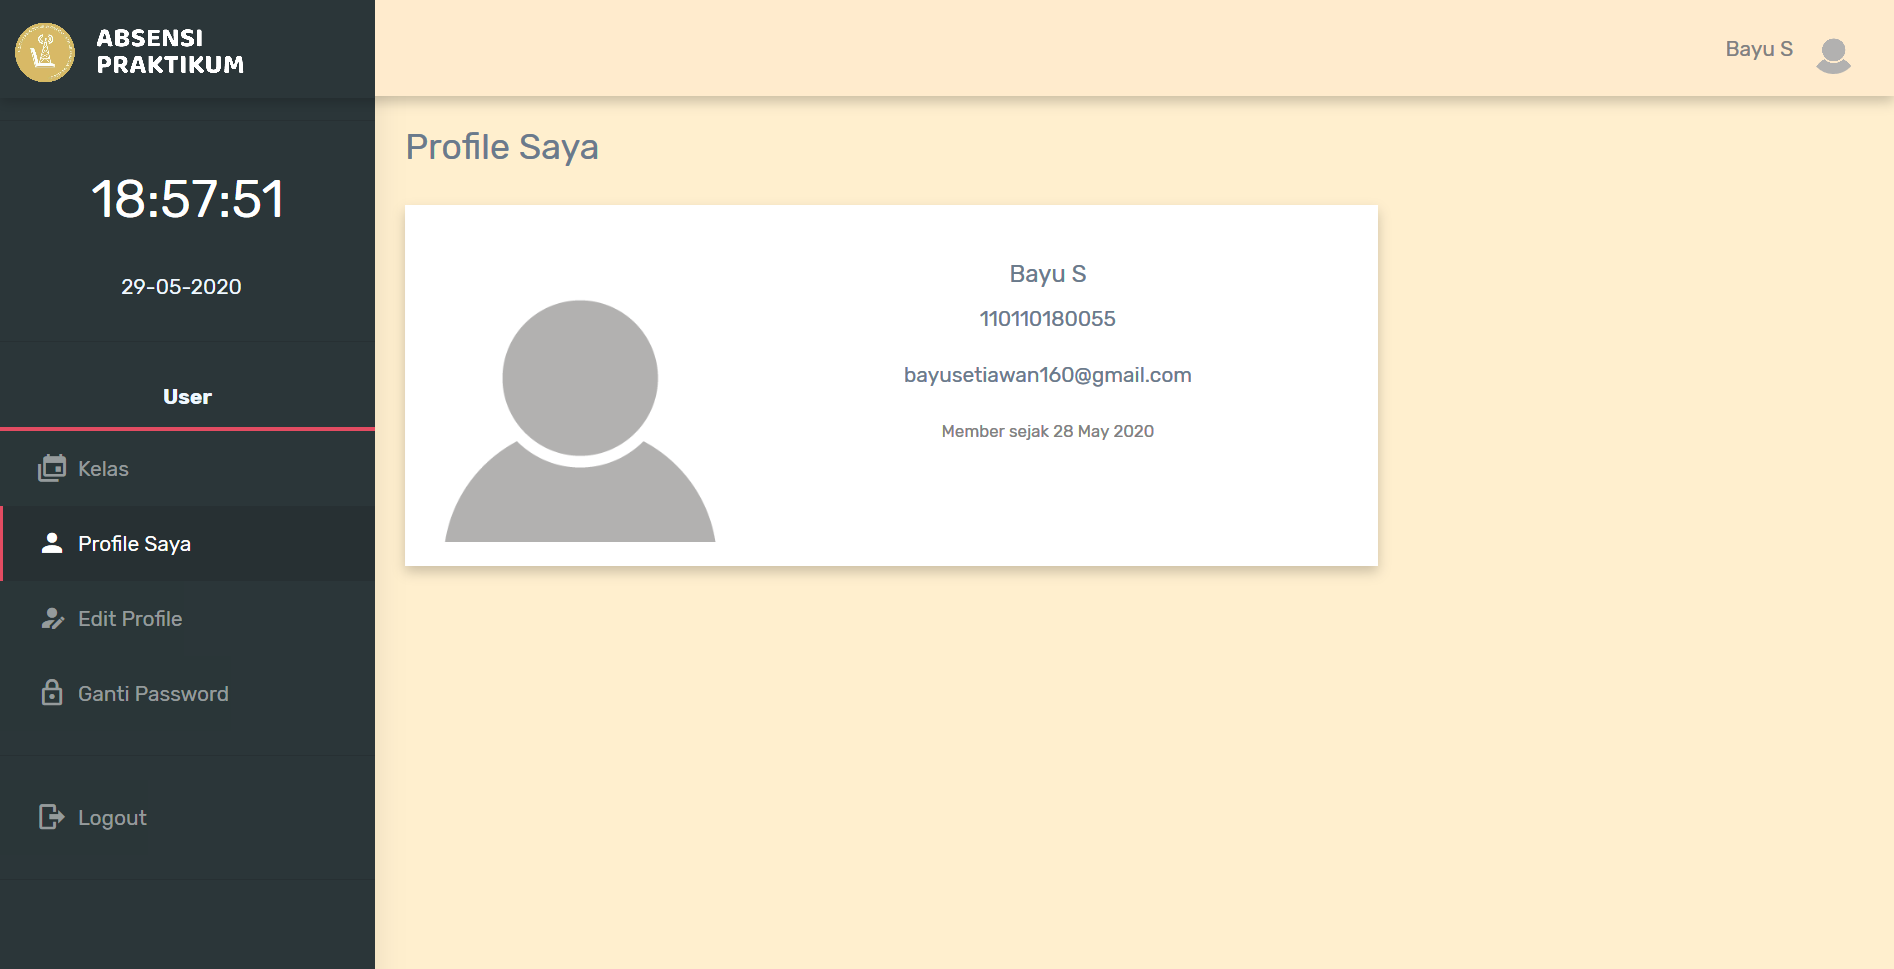 ABSENSI
PRAKTIKUM
Bayu S
18:57:51
29-05-2020
User
Kelas
Profile Saya
Edit Profile
Ganti Password
Logout
Profile Saya
Bayu S
110110180055
bayusetiawan160@gmail.com
Member sejak 28 May 2020